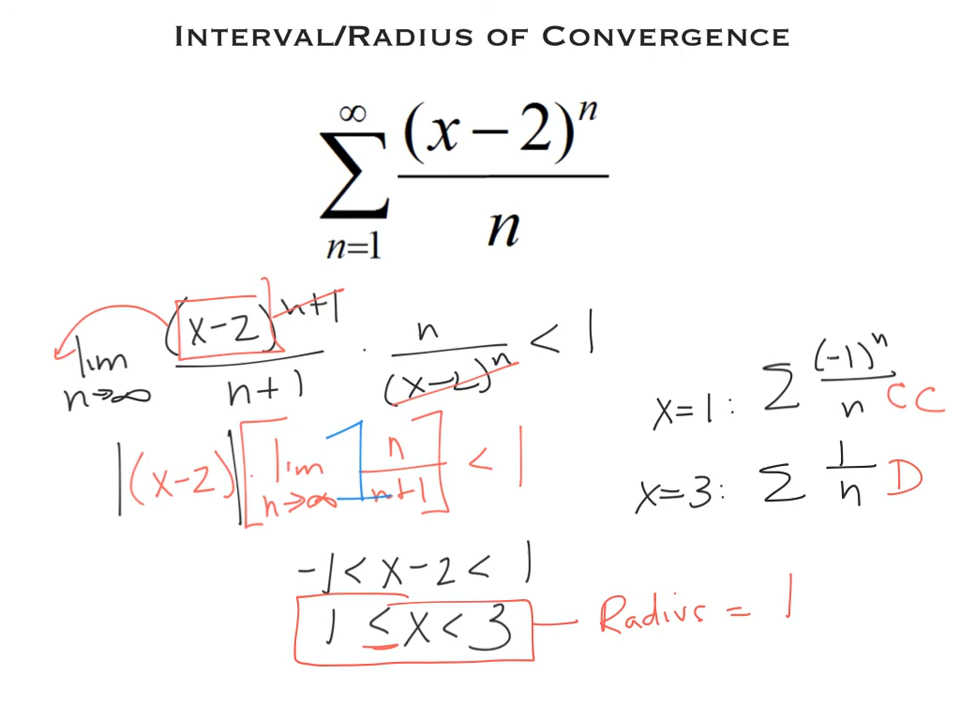 INTERVAL/RADIUS OF CONVERGENCE
∞
∑ (x − 2)^n / n
n=1
lim n→∞ (x-2)^n+1 / n+1 · n / (x-2)^n < 1
|(x-2)| [· lim n→∞ 1 n / n+1] < 1
x=1: ∑ (-1)^n / n CC
x=3: ∑ 1/n D
-1 < x-2 < 1
1 ≤ x < 3 — Radius = 1